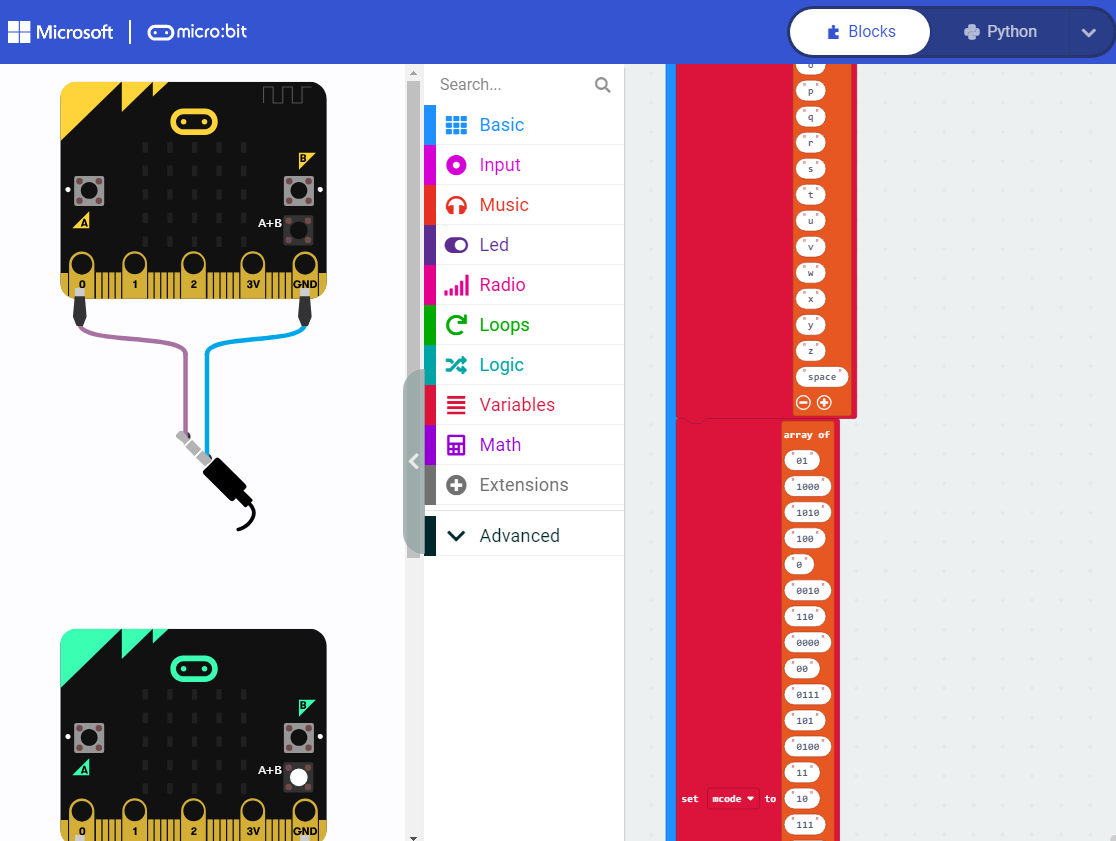 Microsoft
micro:bit
Blocks
Python
B
A
A+B
0
1
2
3V
GND
B
A
A+B
0
1
2
3V
GND
Search...
Basic
Input
Music
Led
Radio
Loops
Logic
Variables
Math
Extensions
Advanced
" p "
" q "
" r "
" s "
" t "
" u "
" v "
" w "
" x "
" y "
" z "
" space "
array of
" 01 "
" 1000 "
" 1010 "
" 100 "
" 0 "
" 0010 "
" 110 "
" 0000 "
" 00 "
" 0111 "
" 101 "
" 0100 "
" 11 "
set mcode to " 10 "
" 111 "